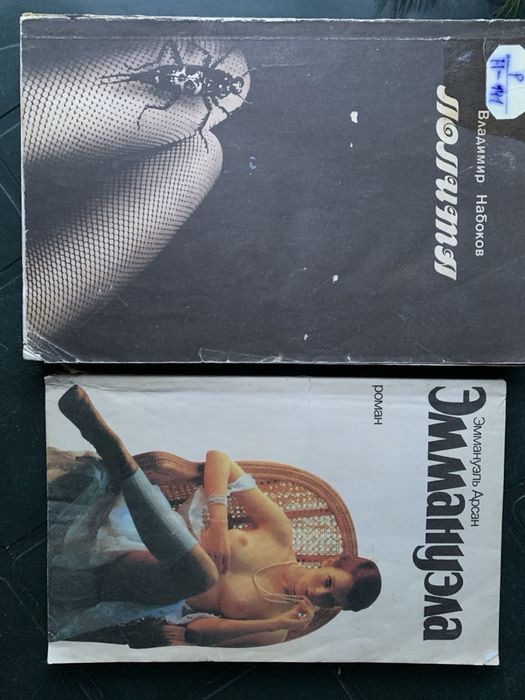 Владимир Набоков
Лолита
Эммануэль Арсан
Эммануэла
роман